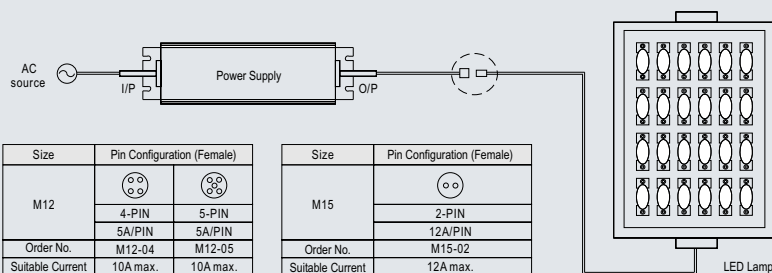 AC
source
I/P
Power Supply
O/P
Size
Pin Configuration (Female)
M12
4-PIN
5-PIN
5A/PIN
5A/PIN
Order No.
M12-04
M12-05
Suitable Current
10A max.
10A max.
Size
Pin Configuration (Female)
M15
2-PIN
12A/PIN
Order No.
M15-02
Suitable Current
12A max.
LED Lamp